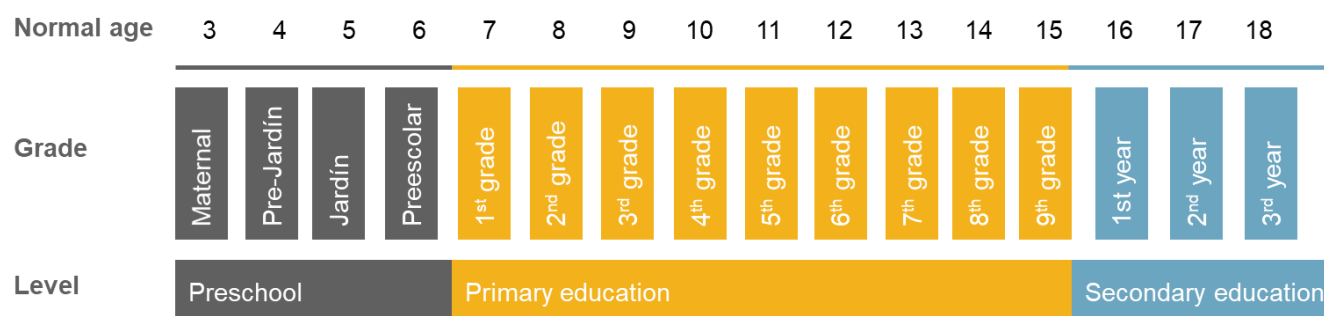 Normal age 3 4 5 6 7 8 9 10 11 12 13 14 15 16 17 18
Grade Maternal Pre-Jardín Jardín Preescolar 1st grade 2nd grade 3rd grade 4th grade 5th grade 6th grade 7th grade 8th grade 9th grade 1st year 2nd year 3rd year
Level Preschool Primary education Secondary education